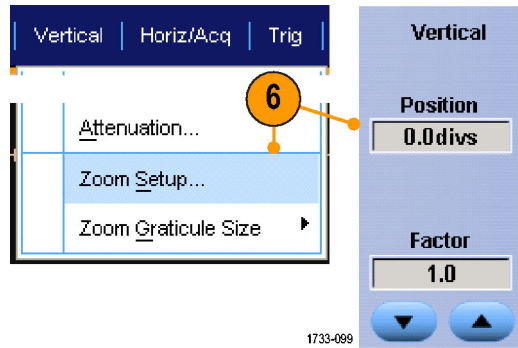 Vertical | Horiz/Acq | Trig
6
Attenuation...
Zoom Setup...
Zoom Graticule Size
Vertical
Position
0.0divs
Factor
1.0
1733-099